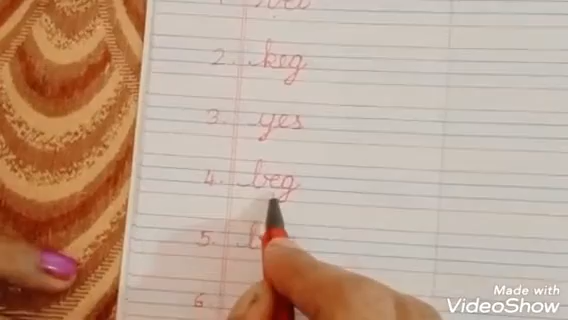 2. keg
3. yes
4. beg
5.
6.
Made with
VideoShow